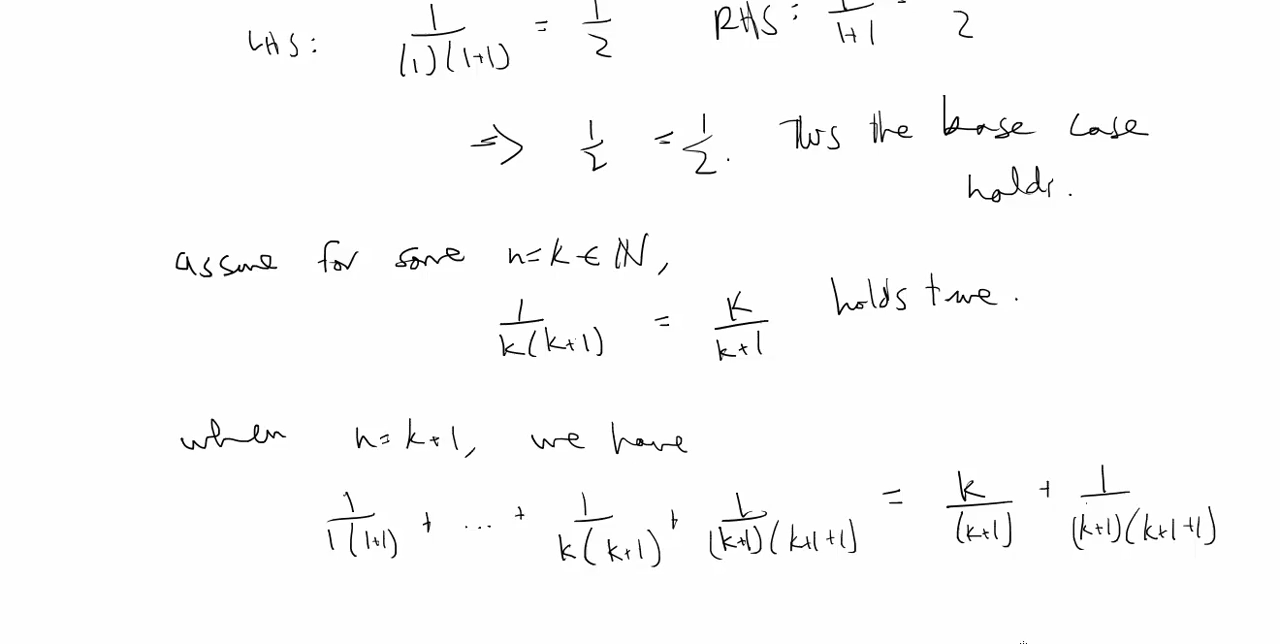 LHS: 1/((1)(1+1)) = 1/2 RHS: 1/(1+1) = 1/2
=> 1/2 = 1/2. Thus the base case
holds.
assume for some n=k ∈ ℕ,
1/(k(k+1)) = k/(k+1) holds true.
when n=k+1, we have
1/(1(1+1)) + ... + 1/(k(k+1)) + 1/((k+1)(k+1+1)) = k/(k+1) + 1/((k+1)(k+1+1))